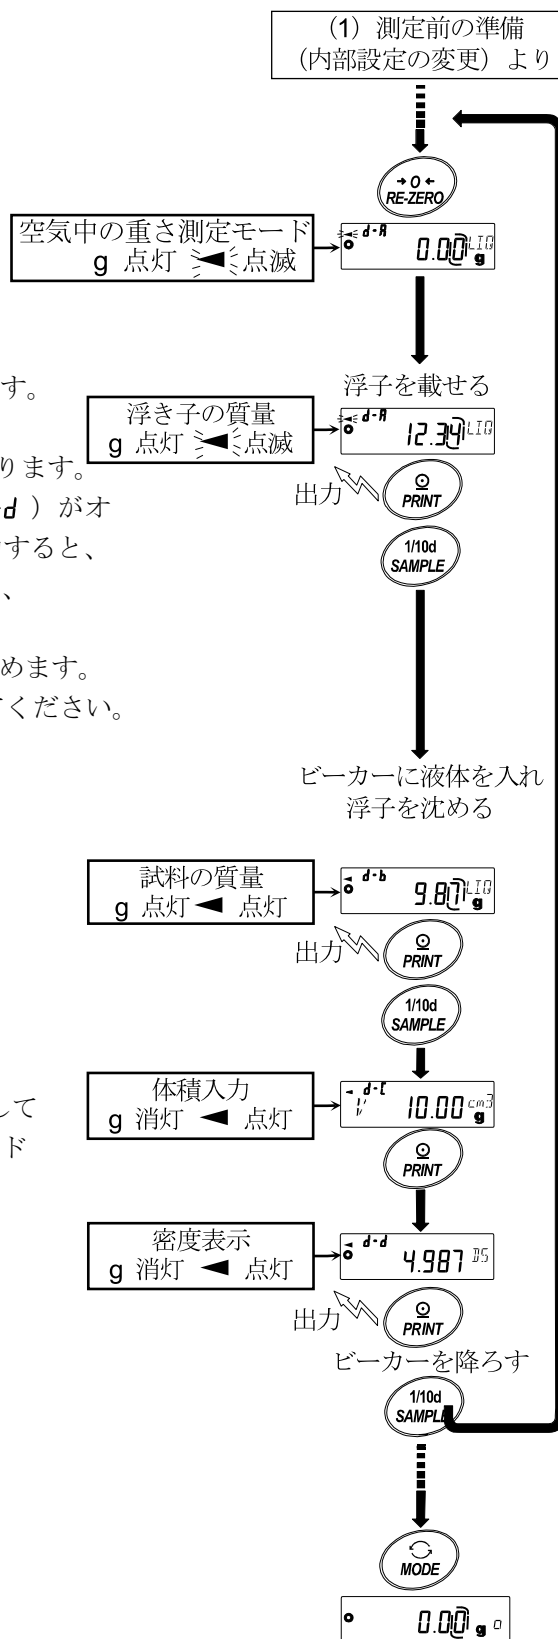 (1) 測定前の準備
(内部設定の変更)より
→0←
RE-ZERO
空気中の重さ測定モード
g 点灯 点滅
d-A
0.00 LIQ
g
す。
浮子を載せる
浮き子の質量
g 点灯 点滅
d-A
12.34 LIQ
ります。
d ) がオ
すると、
、
出力
PRINT
1/10d
SAMPLE
めます。
てください。
ビーカーに液体を入れ
浮子を沈める
試料の質量
g 点灯 ◄ 点灯
d-b
LIQ
g
出力
PRINT
1/10d
SAMPLE
して
ド
体積入力
g 消灯 ◄ 点灯
d-C
V 10.00 cm3
g
PRINT
密度表示
g 消灯 ◄ 点灯
d-d
4.987 DS
出力
PRINT
ビーカーを降ろす
1/10d
SAMPLE
MODE
0.00 g